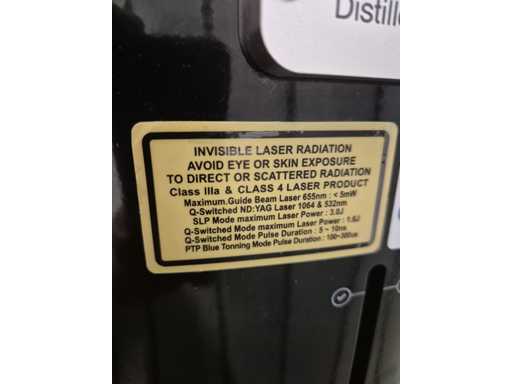 Distille
INVISIBLE LASER RADIATION
AVOID EYE OR SKIN EXPOSURE
TO DIRECT OR SCATTERED RADIATION
Class IIIa & CLASS 4 LASER PRODUCT
Maximum.Guide Beam Laser 655nm : < 5mW
Q-Switched ND:YAG Laser 1064 & 532nm
SLP Mode maximum Laser Power : 3.0J
Q-Switched Mode maximum Laser Power : 1.5J
Q-Switched Mode Pulse Duration : 5 ~ 10ns
PTP Blue Tonning Mode Pulse Duration : 100~300us